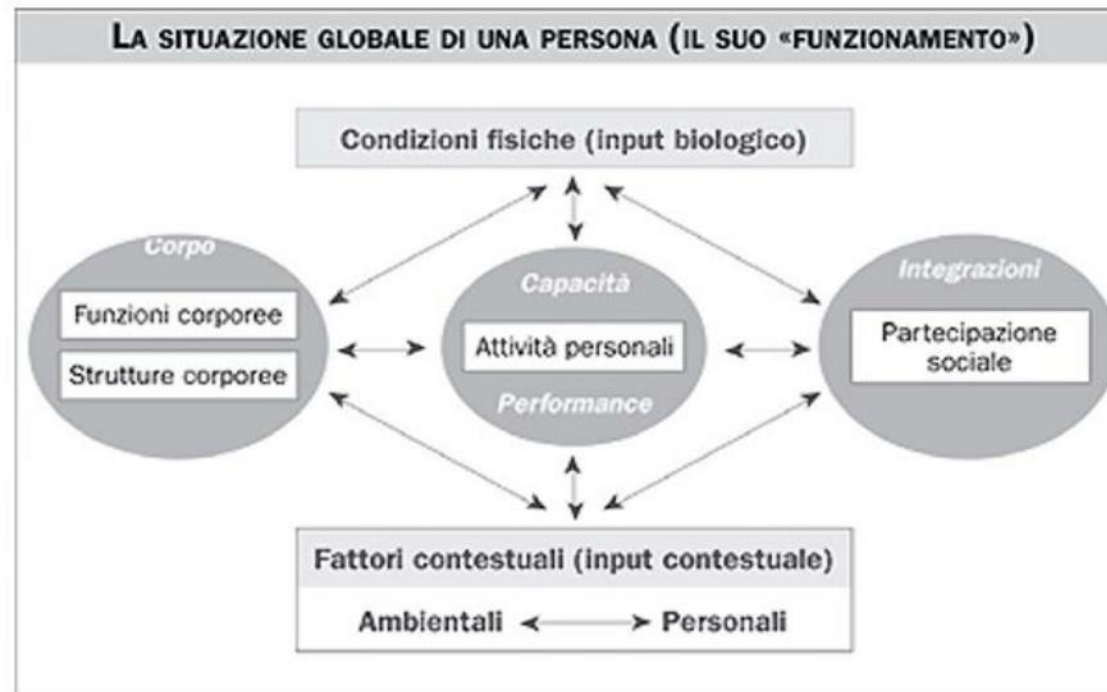 LA SITUAZIONE GLOBALE DI UNA PERSONA (IL SUO «FUNZIONAMENTO»)
Condizioni fisiche (input biologico)
Corpo
Funzioni corporee
Strutture corporee
Capacità
Attività personali
Performance
Integrazioni
Partecipazione
sociale
Fattori contestuali (input contestuale)
Ambientali Personali